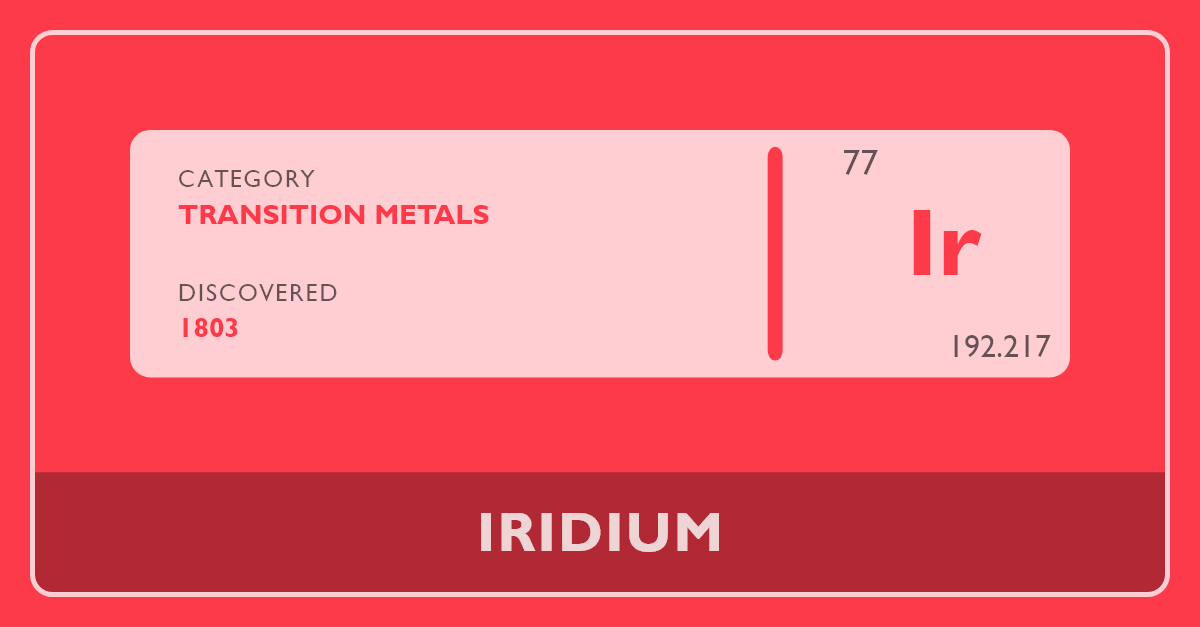 CATEGORY
TRANSITION METALS
DISCOVERED
1803
77
Ir
192.217
IRIDIUM